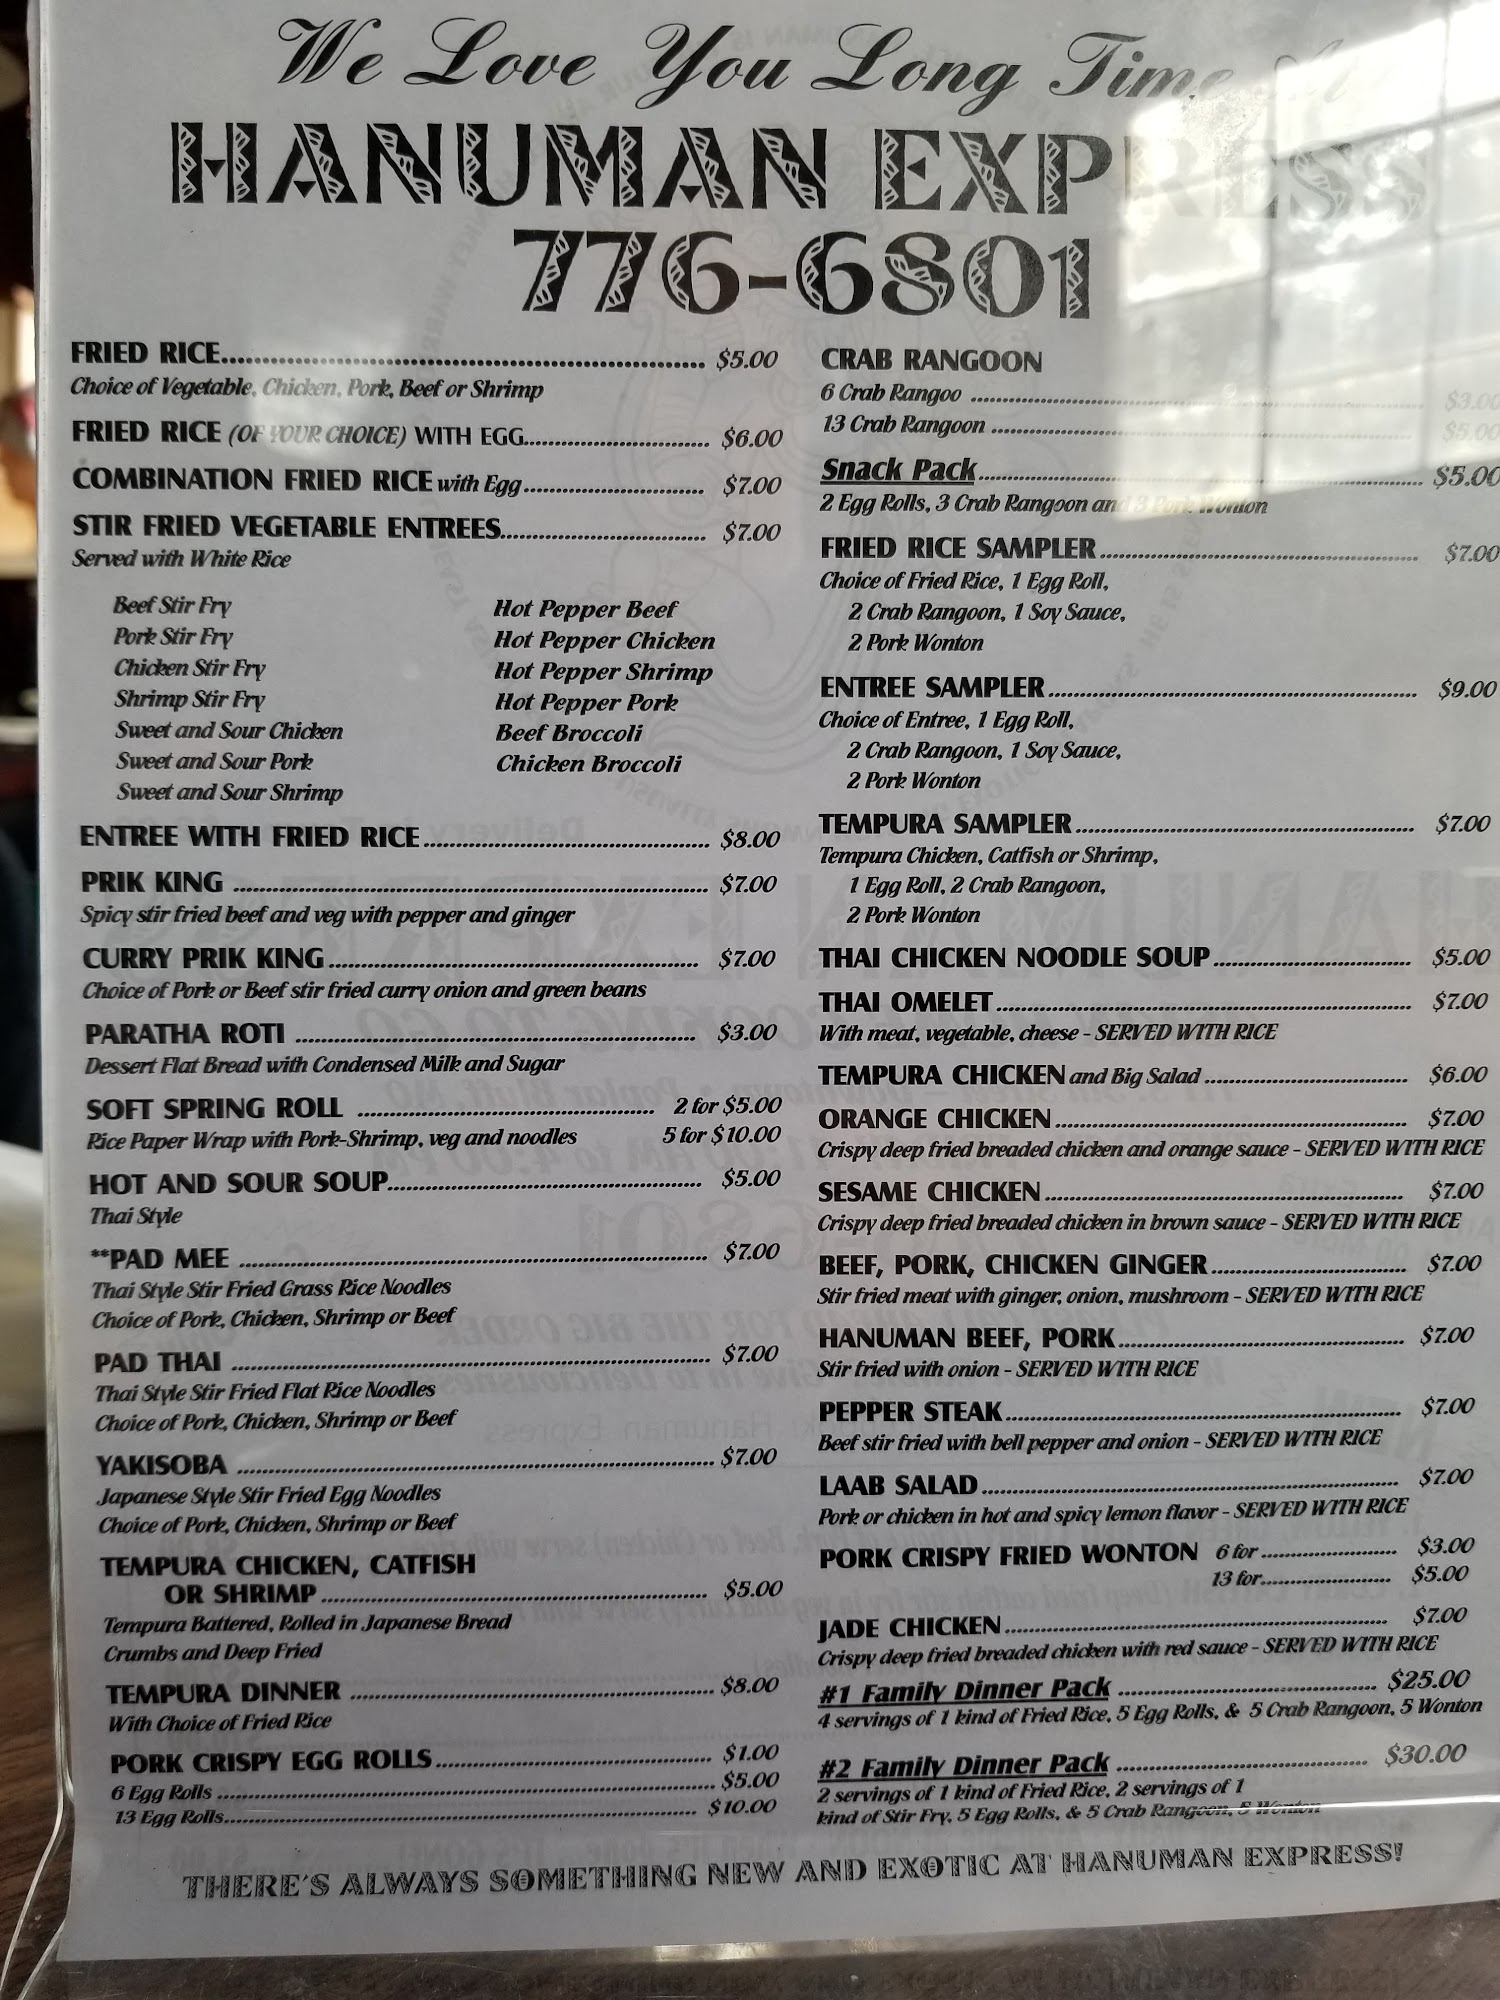 We Love You Long Time At
HANUMAN EXPRESS
776-6801
FRIED RICE.......... $5.00
Choice of Vegetable, Chicken, Pork, Beef or Shrimp
FRIED RICE (OF YOUR CHOICE) WITH EGG.......... $6.00
COMBINATION FRIED RICE with Egg.......... $7.00
STIR FRIED VEGETABLE ENTREES.......... $7.00
Served with White Rice
Beef Stir Fry
Pork Stir Fry
Chicken Stir Fry
Shrimp Stir Fry
Sweet and Sour Chicken
Sweet and Sour Pork
Sweet and Sour Shrimp
Hot Pepper Beef
Hot Pepper Chicken
Hot Pepper Shrimp
Hot Pepper Pork
Beef Broccoli
Chicken Broccoli
ENTREE WITH FRIED RICE.......... $8.00
PRIK KING .......... $7.00
Spicy stir fried beef and veg with pepper and ginger
CURRY PRIK KING.......... $7.00
Choice of Pork or Beef stir fried curry onion and green beans
PARATHA ROTI .......... $3.00
Dessert Flat Bread with Condensed Milk and Sugar
SOFT SPRING ROLL .......... 2 for $5.00
Rice Paper Wrap with Pork-Shrimp, veg and noodles 5 for $10.00
HOT AND SOUR SOUP.......... $5.00
Thai Style
**PAD MEE .......... $7.00
Thai Style Stir Fried Grass Rice Noodles
Choice of Pork, Chicken, Shrimp or Beef
PAD THAI .......... $7.00
Thai Style Stir Fried Flat Rice Noodles
Choice of Pork, Chicken, Shrimp or Beef
YAKISOBA .......... $7.00
Japanese Style Stir Fried Egg Noodles
Choice of Pork, Chicken, Shrimp or Beef
TEMPURA CHICKEN, CATFISH
OR SHRIMP.......... $5.00
Tempura Battered, Rolled in Japanese Bread
Crumbs and Deep Fried
TEMPURA DINNER .......... $8.00
With Choice of Fried Rice
PORK CRISPY EGG ROLLS.......... $1.00
6 Egg Rolls .......... $5.00
13 Egg Rolls.......... $10.00
CRAB RANGOON
6 Crab Rangoo .......... $3.00
13 Crab Rangoon .......... $5.00
Snack Pack.......... $5.00
2 Egg Rolls, 3 Crab Rangoon and 3 Pork Wonton
FRIED RICE SAMPLER.......... $7.00
Choice of Fried Rice, 1 Egg Roll,
2 Crab Rangoon, 1 Soy Sauce,
2 Pork Wonton
ENTREE SAMPLER.......... $9.00
Choice of Entree, 1 Egg Roll,
2 Crab Rangoon, 1 Soy Sauce,
2 Pork Wonton
TEMPURA SAMPLER.......... $7.00
Tempura Chicken, Catfish or Shrimp,
1 Egg Roll, 2 Crab Rangoon,
2 Pork Wonton
THAI CHICKEN NOODLE SOUP.......... $5.00
THAI OMELET.......... $7.00
With meat, vegetable, cheese - SERVED WITH RICE
TEMPURA CHICKEN and Big Salad .......... $6.00
ORANGE CHICKEN.......... $7.00
Crispy deep fried breaded chicken and orange sauce - SERVED WITH RICE
SESAME CHICKEN.......... $7.00
Crispy deep fried breaded chicken in brown sauce - SERVED WITH RICE
BEEF, PORK, CHICKEN GINGER.......... $7.00
Stir fried meat with ginger, onion, mushroom - SERVED WITH RICE
HANUMAN BEEF, PORK.......... $7.00
Stir fried with onion - SERVED WITH RICE
PEPPER STEAK.......... $7.00
Beef stir fried with bell pepper and onion - SERVED WITH RICE
LAAB SALAD.......... $7.00
Pork or chicken in hot and spicy lemon flavor - SERVED WITH RICE
PORK CRISPY FRIED WONTON 6 for .......... $3.00
13 for.......... $5.00
JADE CHICKEN.......... $7.00
Crispy deep fried breaded chicken with red sauce - SERVED WITH RICE
#1 Family Dinner Pack .......... $25.00
4 servings of 1 kind of Fried Rice, 5 Egg Rolls, & 5 Crab Rangoon, 5 Wonton
#2 Family Dinner Pack .......... $30.00
2 servings of 1 kind of Fried Rice, 2 servings of 1
kind of Stir Fry, 5 Egg Rolls, & 5 Crab Rangoon, 5 Wonton
THERE'S ALWAYS SOMETHING NEW AND EXOTIC AT HANUMAN EXPRESS!